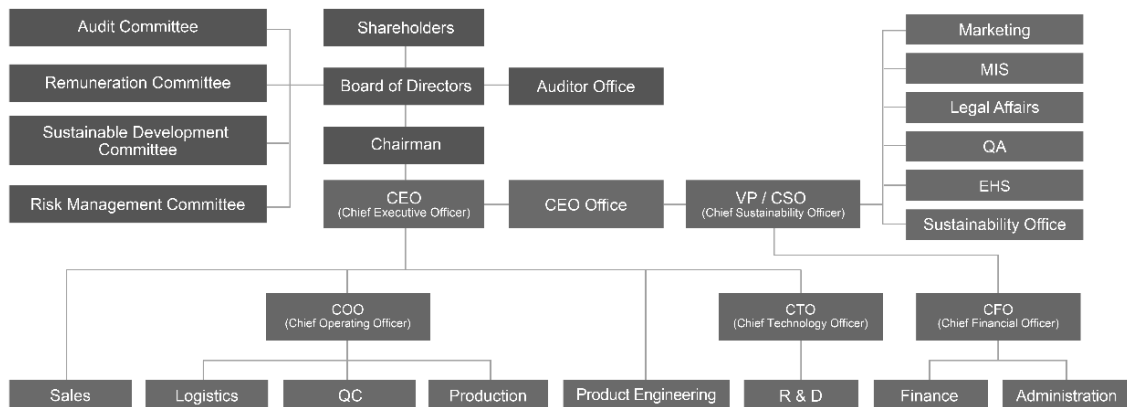 Audit Committee
Shareholders
Marketing
Remuneration Committee
Board of Directors
Auditor Office
MIS
Sustainable Development
Committee
Chairman
Legal Affairs
QA
Risk Management Committee
CEO
(Chief Executive Officer)
CEO Office
VP / CSO
(Chief Sustainability Officer)
EHS
Sustainability Office
COO
(Chief Operating Officer)
CTO
(Chief Technology Officer)
CFO
(Chief Financial Officer)
Sales
Logistics
QC
Production
Product Engineering
R & D
Finance
Administration